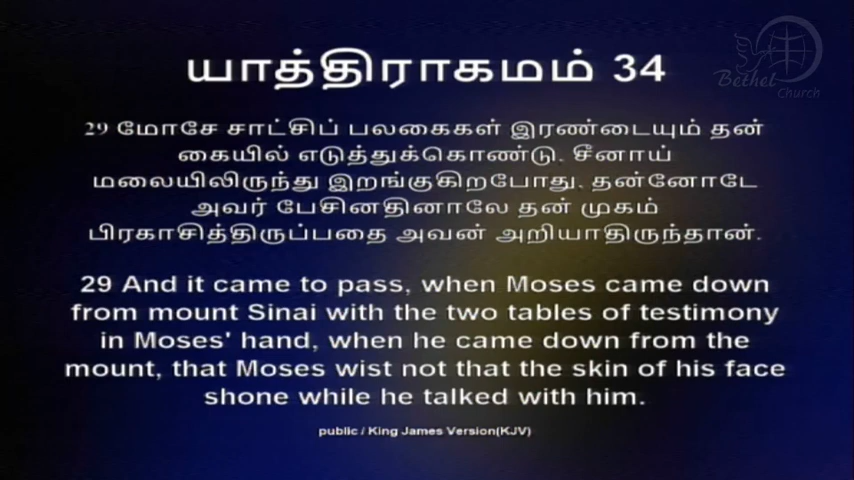 Bethel
Church
யாத்திராகமம் 34
29 மோசே சாட்சிப் பலகைகள் இரண்டையும் தன்
கையில் எடுத்துக்கொண்டு, சீனாய்
மலையிலிருந்து இறங்குகிறபோது, தன்னோடே
அவர் பேசினதினாலே தன் முகம்
பிரகாசித்திருப்பதை அவன் அறியாதிருந்தான்.
29 And it came to pass, when Moses came down
from mount Sinai with the two tables of testimony
in Moses' hand, when he came down from the
mount, that Moses wist not that the skin of his face
shone while he talked with him.
public / King James Version(KJV)